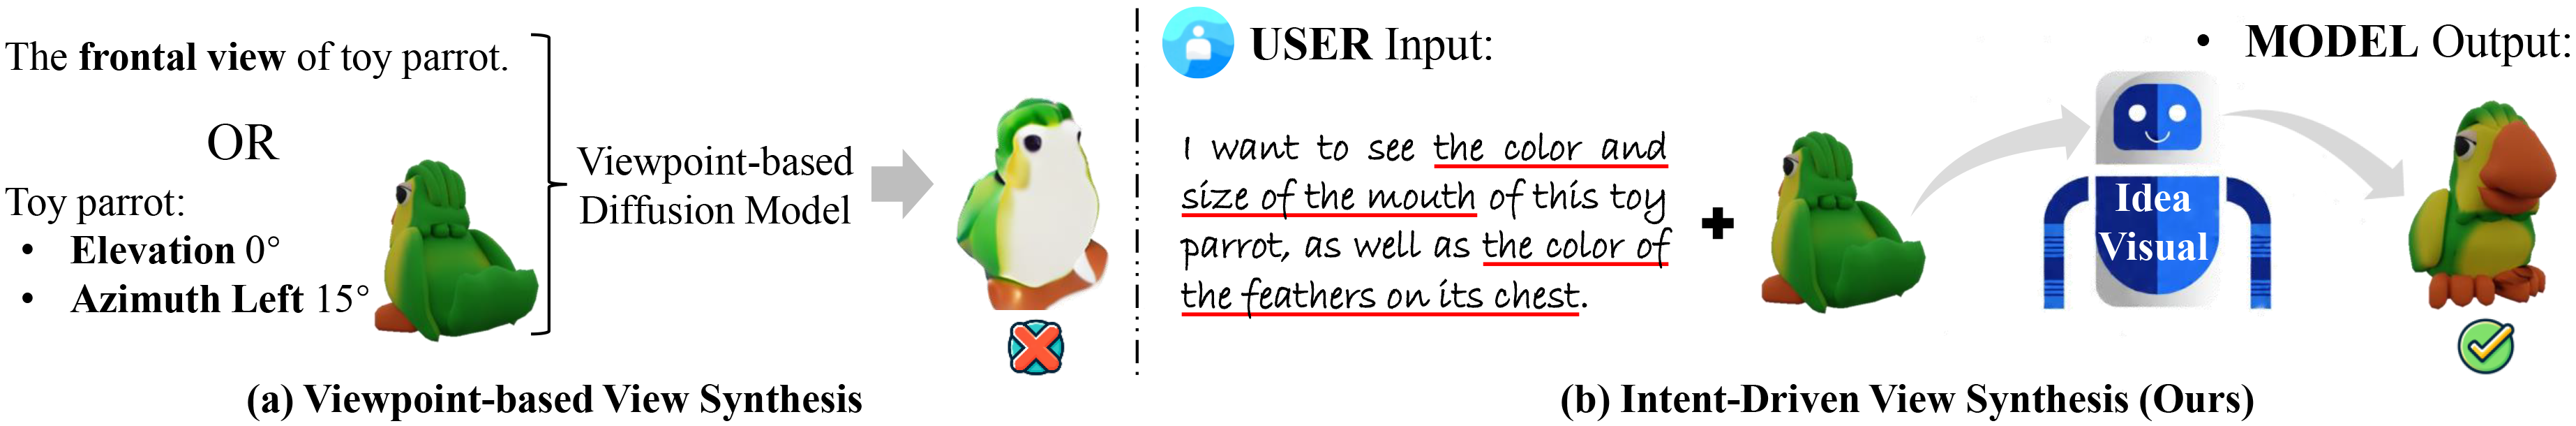 The frontal view of toy parrot.
OR
Toy parrot:
• Elevation 0°
• Azimuth Left 15°
Viewpoint-based
Diffusion Model
(a) Viewpoint-based View Synthesis
USER Input:
I want to see the color and
size of the mouth of this toy
parrot, as well as the color of
the feathers on its chest.
Idea
Visual
• MODEL Output:
(b) Intent-Driven View Synthesis (Ours)